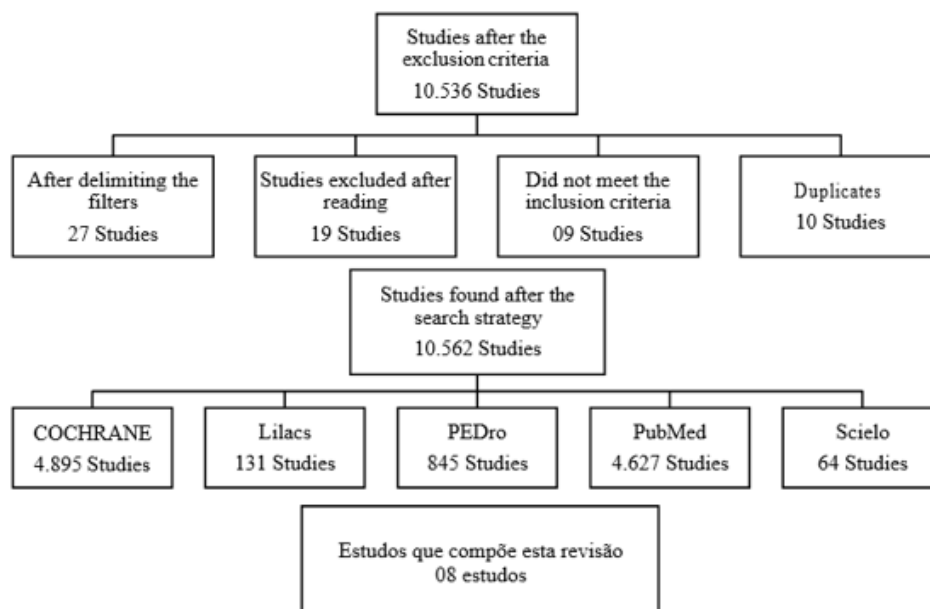 Studies after the
exclusion criteria
10.536 Studies
After delimiting the
filters
27 Studies
Studies excluded after
reading
19 Studies
Did not meet the
inclusion criteria
09 Studies
Duplicates
10 Studies
Studies found after the
search strategy
10.562 Studies
COCHRANE
4.895 Studies
Lilacs
131 Studies
PEDro
845 Studies
PubMed
4.627 Studies
Scielo
64 Studies
Estudos que compõe esta revisão
08 estudos